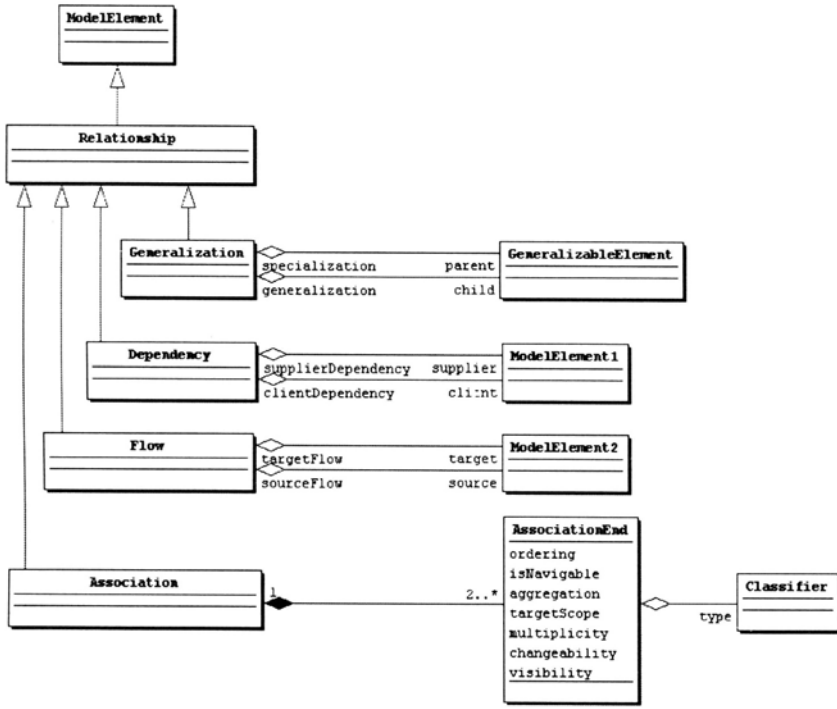 ModelElement
Relationship
Generalization
GeneralizableElement
specialization parent
generalization child
Dependency
ModelElement1
supplierDependency supplier
clientDependency client
Flow
ModelElement2
targetFlow target
sourceFlow source
AssociationEnd
ordering
isNavigable
aggregation
targetScope
multiplicity
changeability
visibility
Association
1
2..*
Classifier
type